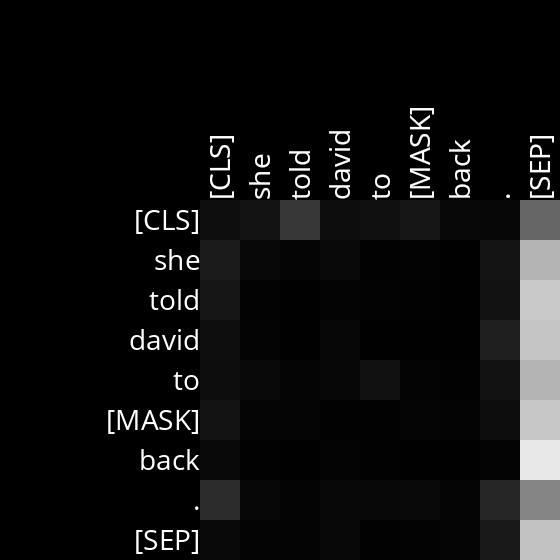 [CLS] she told david to [MASK] back . [SEP]
[CLS]
she
told
david
to
[MASK]
back
.
[SEP]